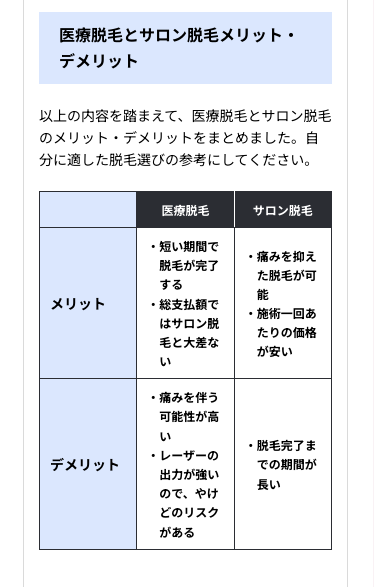 医療脱毛とサロン脱毛メリット・
デメリット
以上の内容を踏まえて、医療脱毛とサロン脱毛
のメリット・デメリットをまとめました。自
分に適した脱毛選びの参考にしてください。
医療脱毛
サロン脱毛
メリット
・短い期間で
脱毛が完了
する
・総支払額で
はサロン脱
毛と大差な
い
・痛みを抑え
た脱毛が可
能
・施術一回あ
たりの価格
が安い
デメリット
・痛みを伴う
可能性が高
い
・レーザーの
出力が強い
ので、やけ
どのリスク
がある
・脱毛完了ま
での期間が
長い